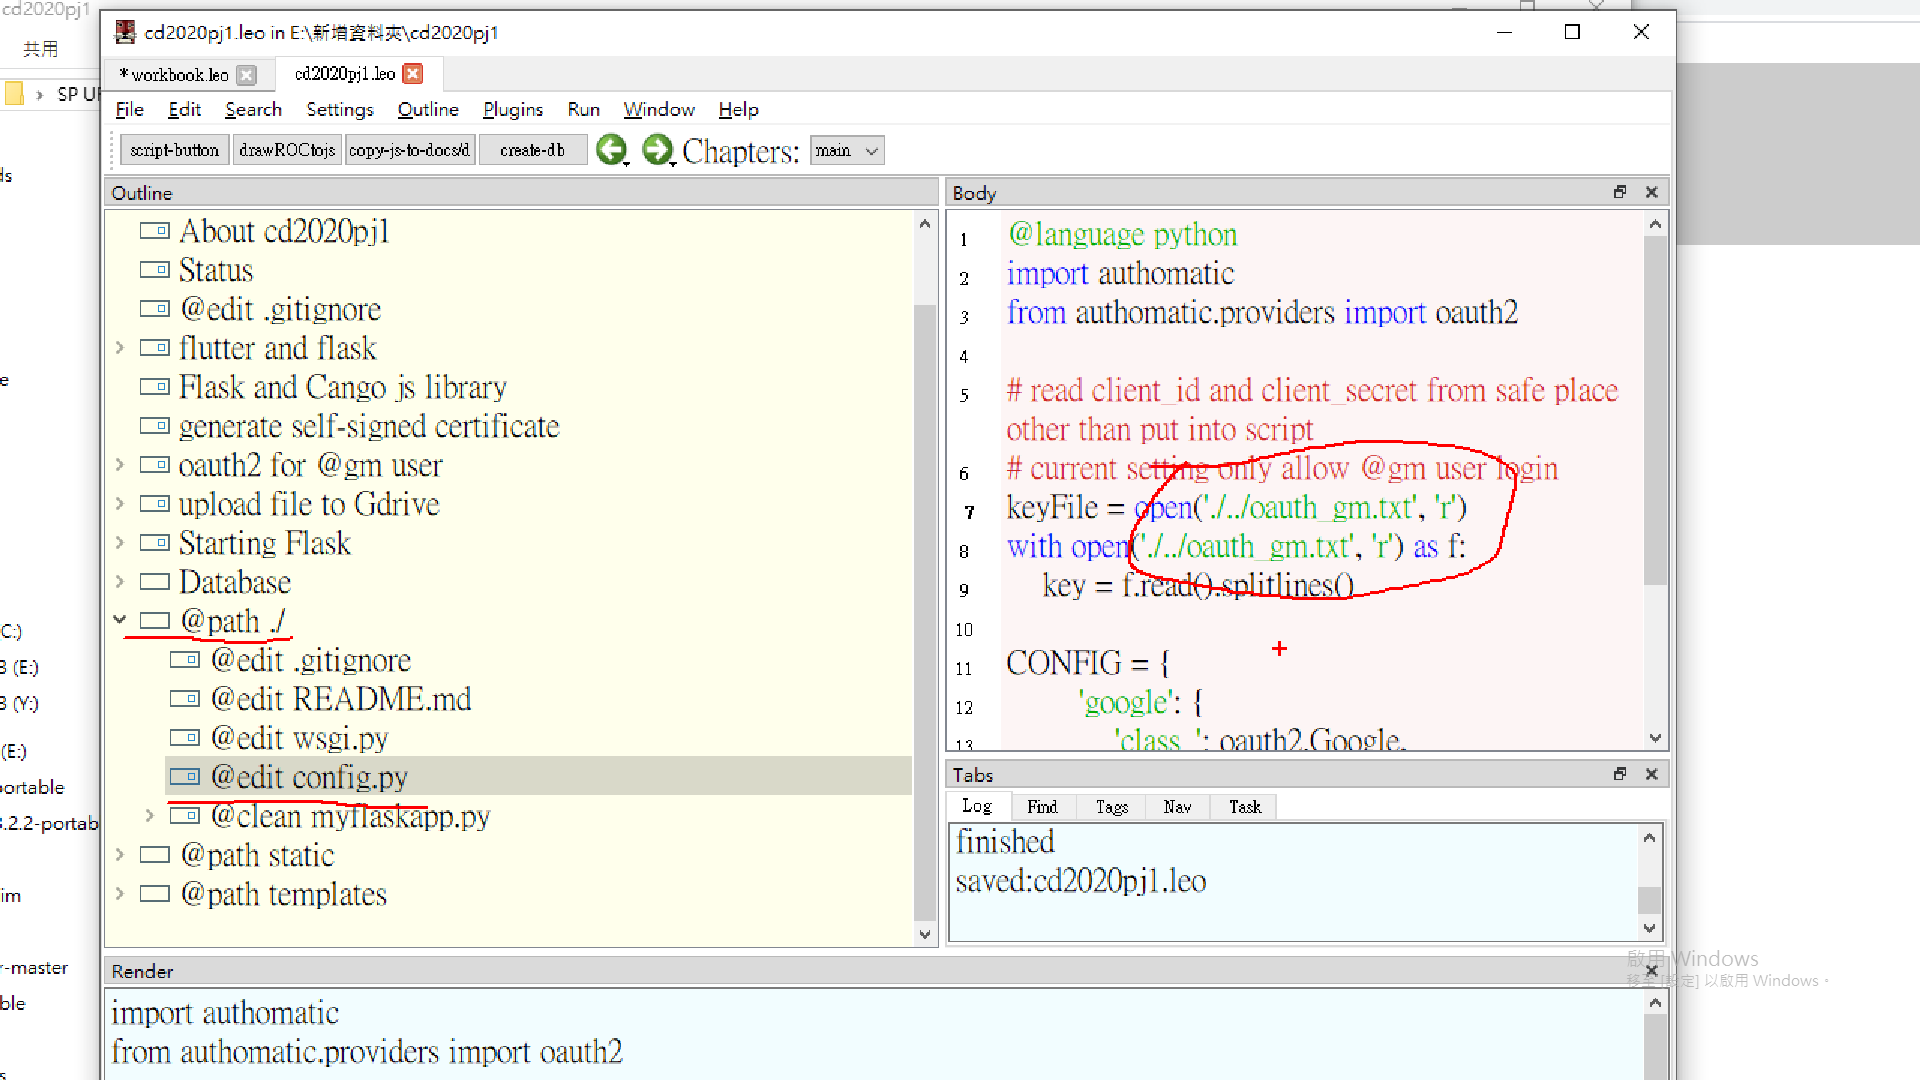 cd2020pj1
共用
SP
ds
e
C:)
B (E:)
B (Y:)
(E:)
portable
.2.2-portab
im
r-master
ble
cd2020pj1.leo in E:\新增資料夾\cd2020pj1
*workbook.leo
cd2020pj1.leo
File Edit Search Settings Outline Plugins Run Window Help
script-button drawROCtojs copy-js-to-docs/d create-db Chapters: main
Outline
About cd2020pj1
Status
@edit .gitignore
flutter and flask
Flask and Cango js library
generate self-signed certificate
oauth2 for @gm user
upload file to Gdrive
Starting Flask
Database
@path ./
@edit .gitignore
@edit README.md
@edit wsgi.py
@edit config.py
@clean myflaskapp.py
@path static
@path templates
Body
1 @language python
2 import authomatic
3 from authomatic.providers import oauth2
4
5 # read client_id and client_secret from safe place
other than put into script
6 # current setting only allow @gm user login
7 keyFile = open('./../oauth_gm.txt', 'r')
8 with open('./../oauth_gm.txt', 'r') as f:
9 key = f.read().splitlines()
10
11 CONFIG = {
12 'google': {
13 'class_': oauth2.Google,
Tabs
Log Find Tags Nav Task
finished
saved:cd2020pj1.leo
Render
import authomatic
from authomatic.providers import oauth2
啟用 Windows
移至 [設定] 以啟用 Windows。